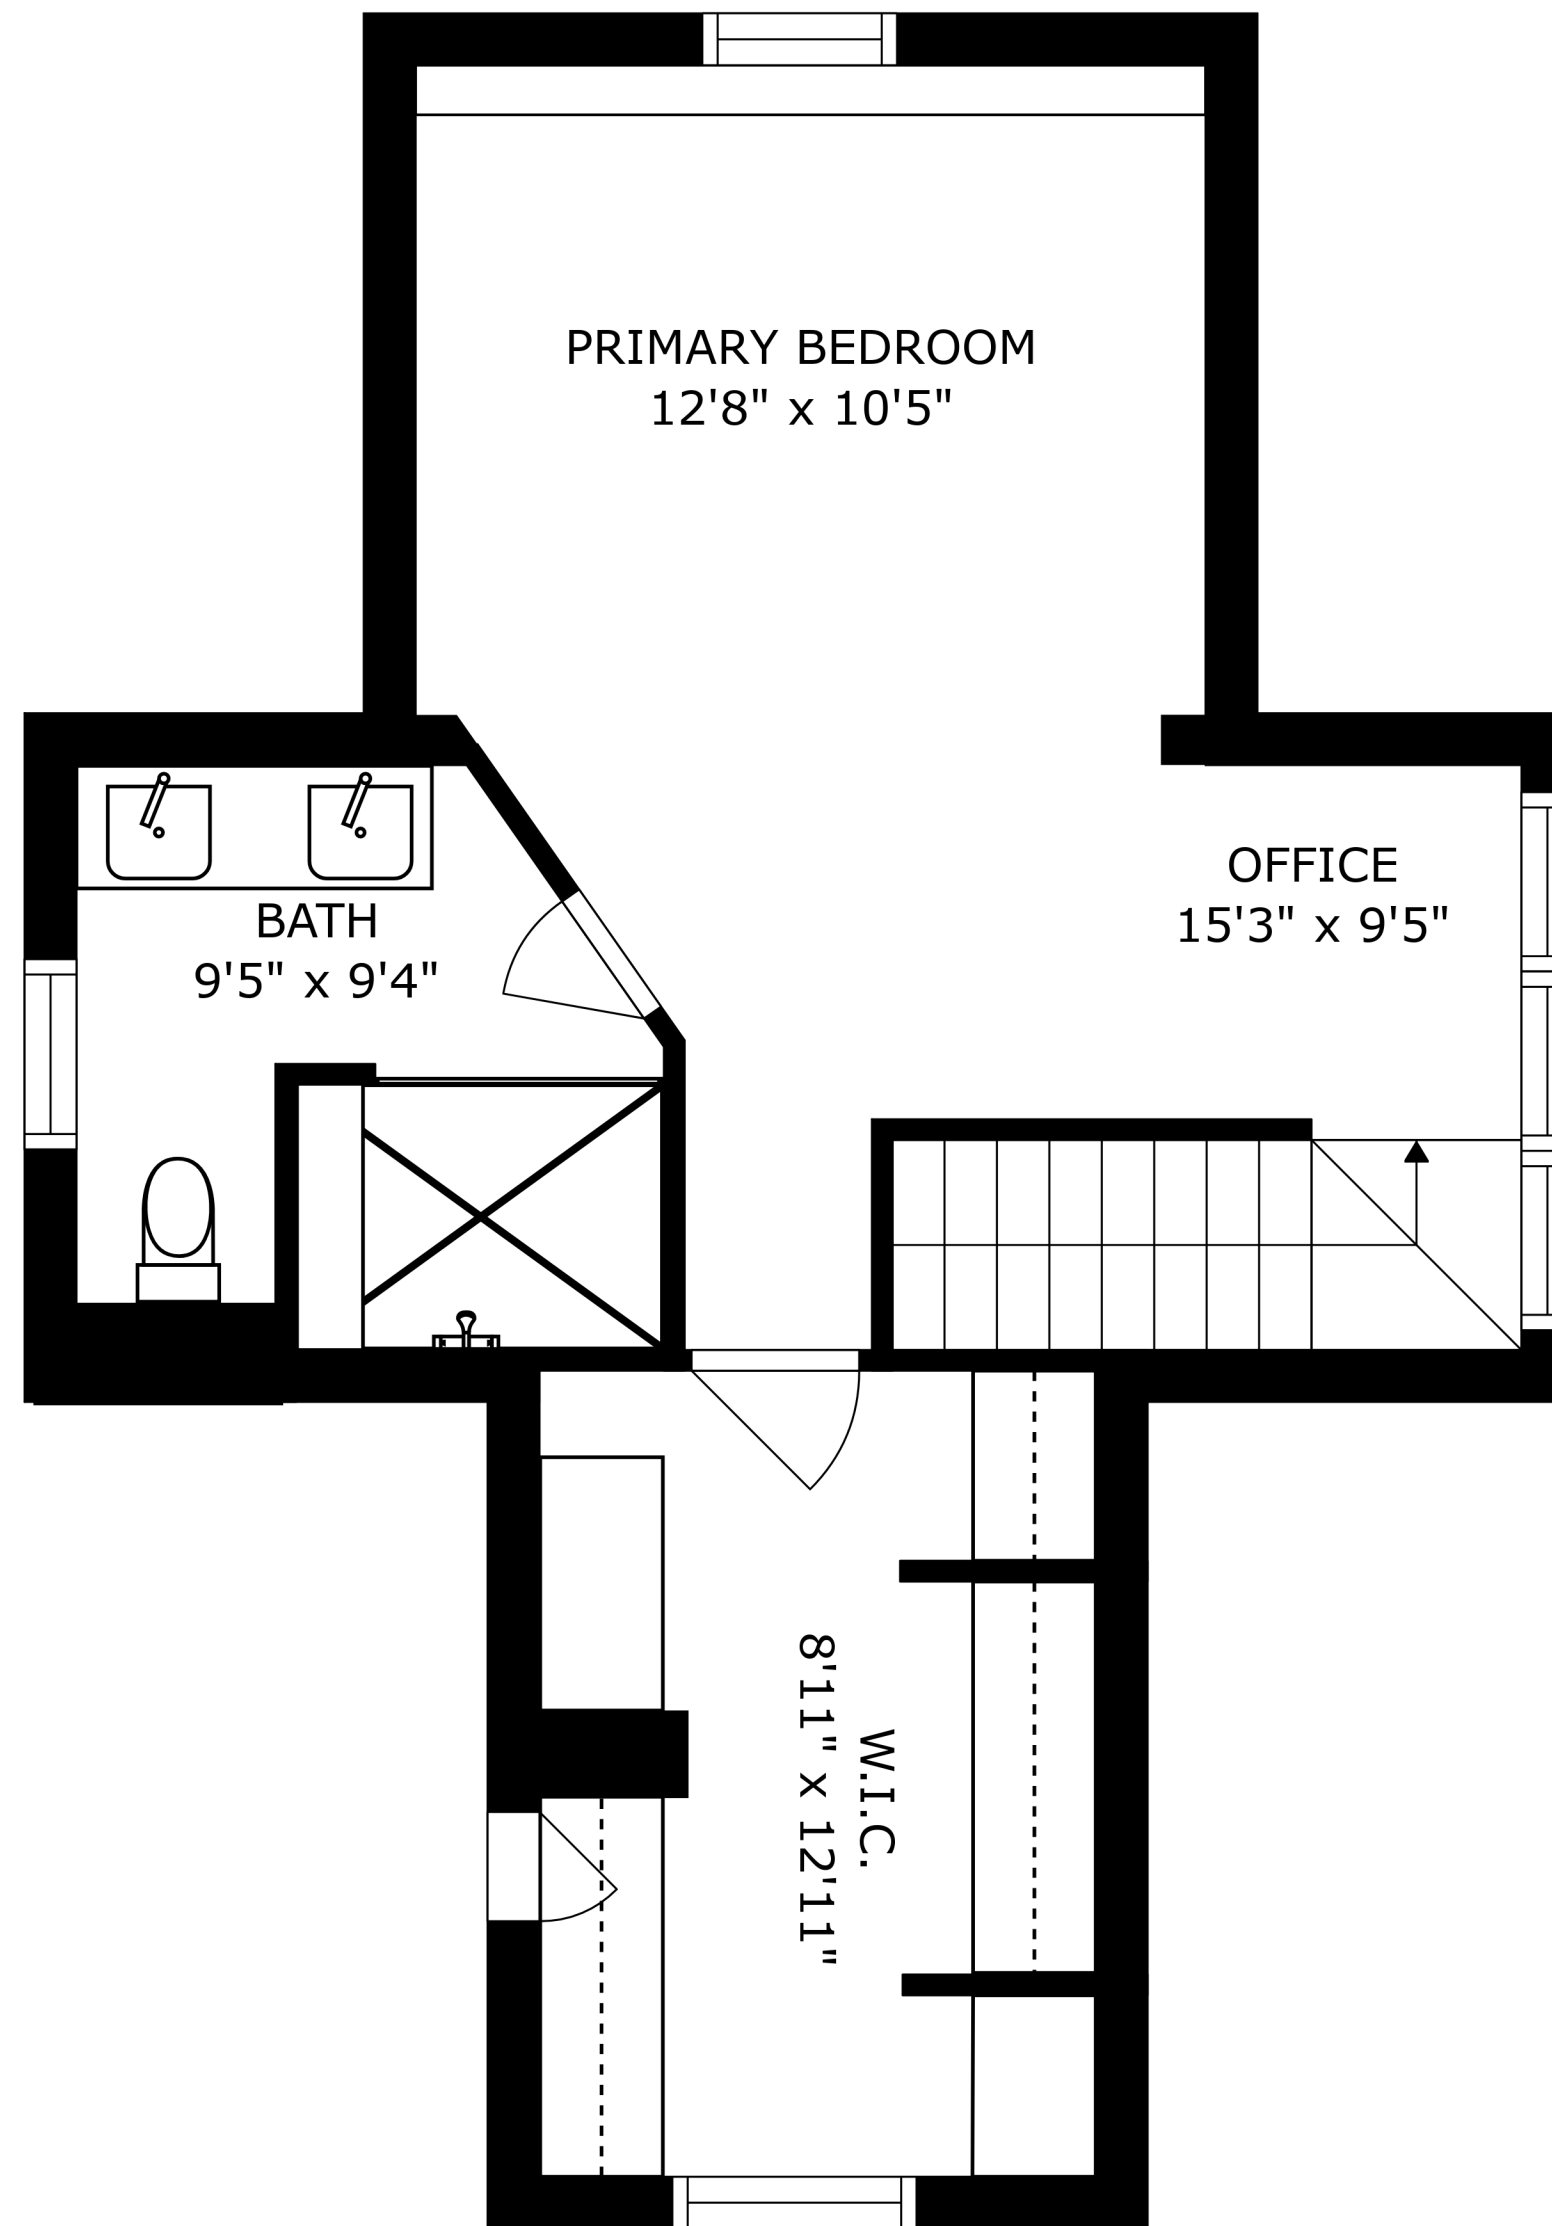 PRIMARY BEDROOM
12'8" x 10'5"
OFFICE
15'3" x 9'5"
BATH
9'5" x 9'4"
W.I.C.
8'11" x 12'11"